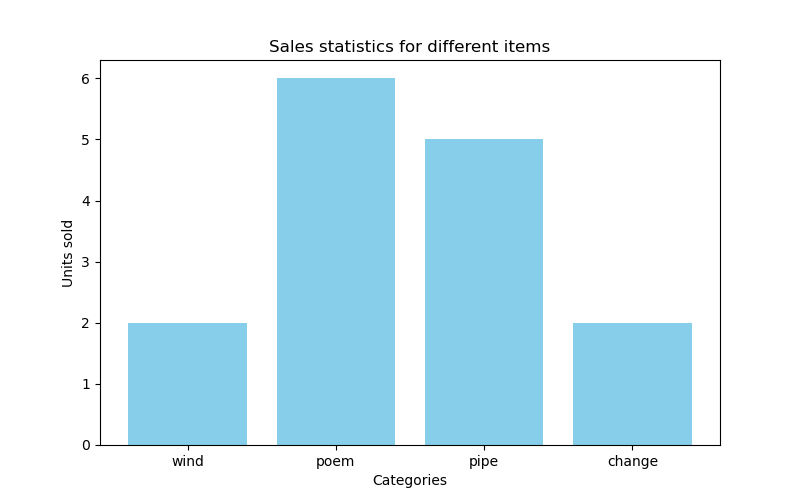 Sales statistics for different items
Units sold
6
5
4
3
2
1
0
wind poem pipe change
Categories